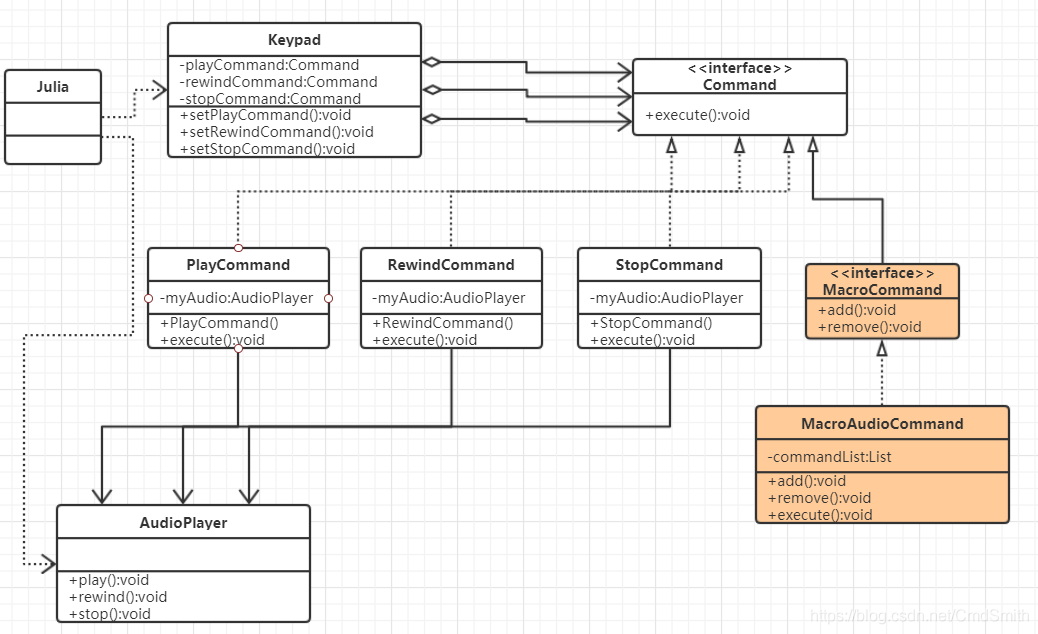 Keypad
-playCommand:Command
-rewindCommand:Command
-stopCommand:Command
+setPlayCommand():void
+setRewindCommand():void
+setStopCommand():void
Julia
<<interface>>
Command
+execute():void
PlayCommand
-myAudio:AudioPlayer
+PlayCommand()
+execute():void
RewindCommand
-myAudio:AudioPlayer
+RewindCommand()
+execute():void
StopCommand
-myAudio:AudioPlayer
+StopCommand()
+execute():void
<<interface>>
MacroCommand
+add():void
+remove():void
MacroAudioCommand
-commandList:List
+add():void
+remove():void
+execute():void
AudioPlayer
+play():void
+rewind():void
+stop():void
https://blog.csdn.net/CmdSmith